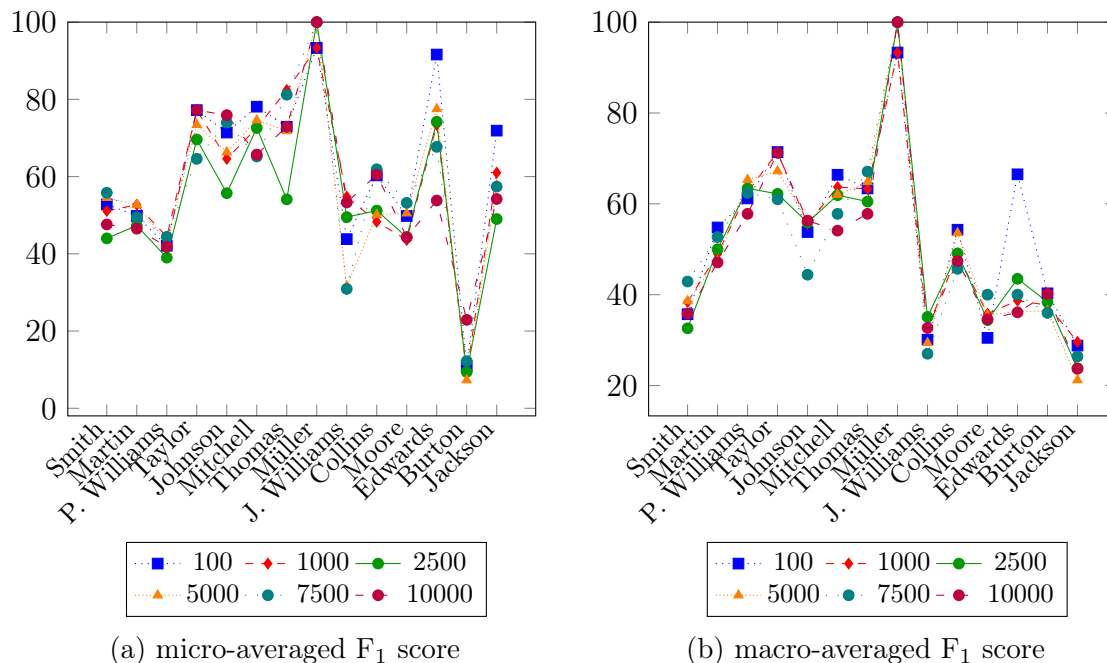 100
80
60
40
20
0
Smith
Martin
P. Williams
Taylor
Johnson
Mitchell
Thomas
Miller
J. Williams
Collins
Moore
Edwards
Burton
Jackson
100 1000 2500
5000 7500 10000
(a) micro-averaged F₁ score
100
80
60
40
20
Smith
Martin
P. Williams
Taylor
Johnson
Mitchell
Thomas
Miller
J. Williams
Collins
Moore
Edwards
Burton
Jackson
100 1000 2500
5000 7500 10000
(b) macro-averaged F₁ score